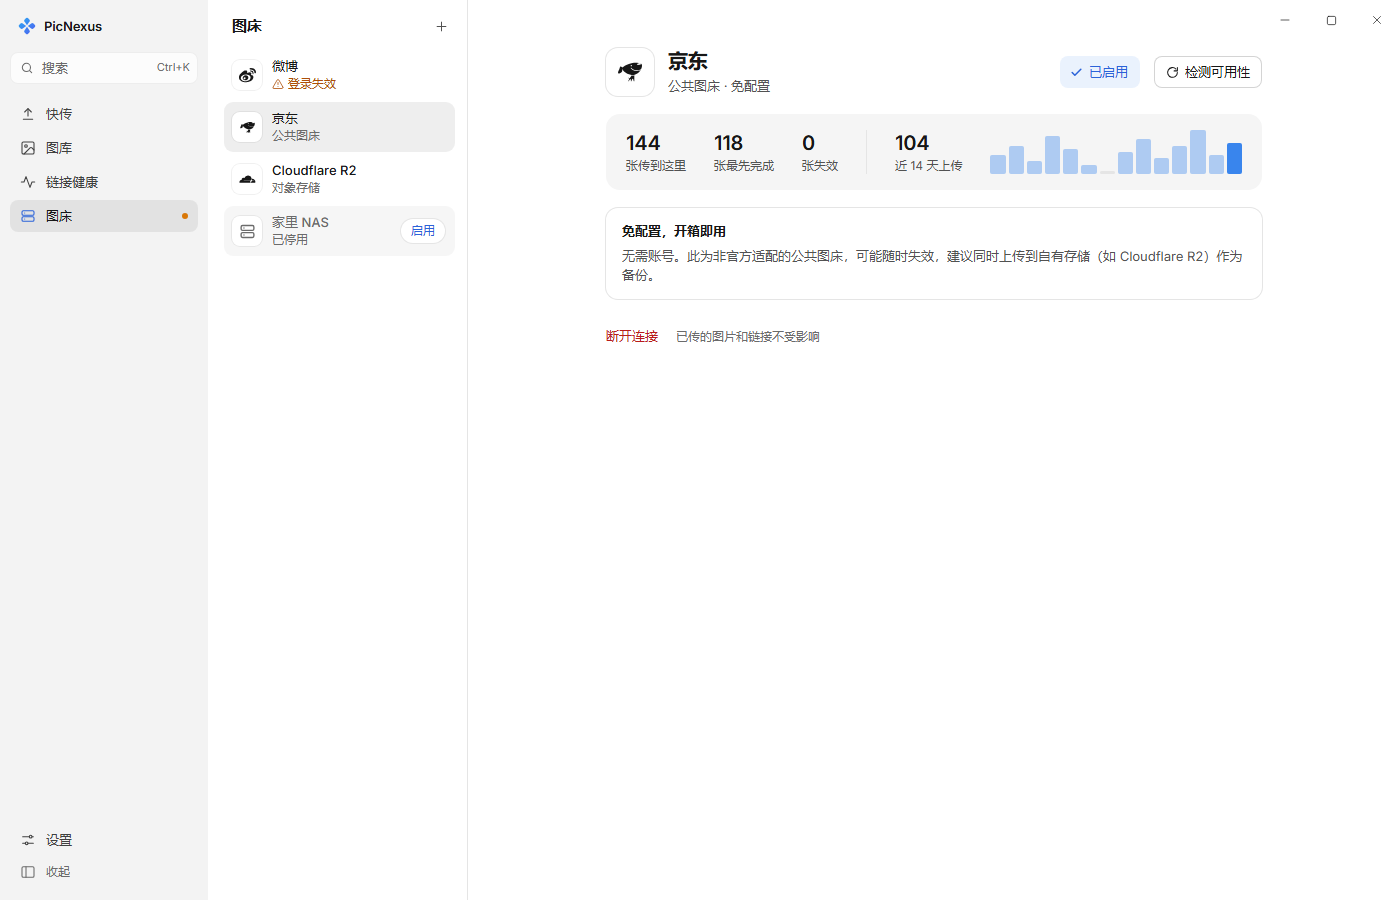 PicNexus
搜索
Ctrl+K
快传
图库
链接健康
图床
设置
收起
图床
微博
登录失效
京东
公共图床
Cloudflare R2
对象存储
家里 NAS
已停用
启用
京东
公共图床 · 免配置
已启用
检测可用性
144
张传到这里
118
张最先完成
0
张失效
104
近 14 天上传
免配置，开箱即用
无需账号。此为非官方适配的公共图床，可能随时失效，建议同时上传到自有存储（如 Cloudflare R2）作为
备份。
断开连接
已传的图片和链接不受影响